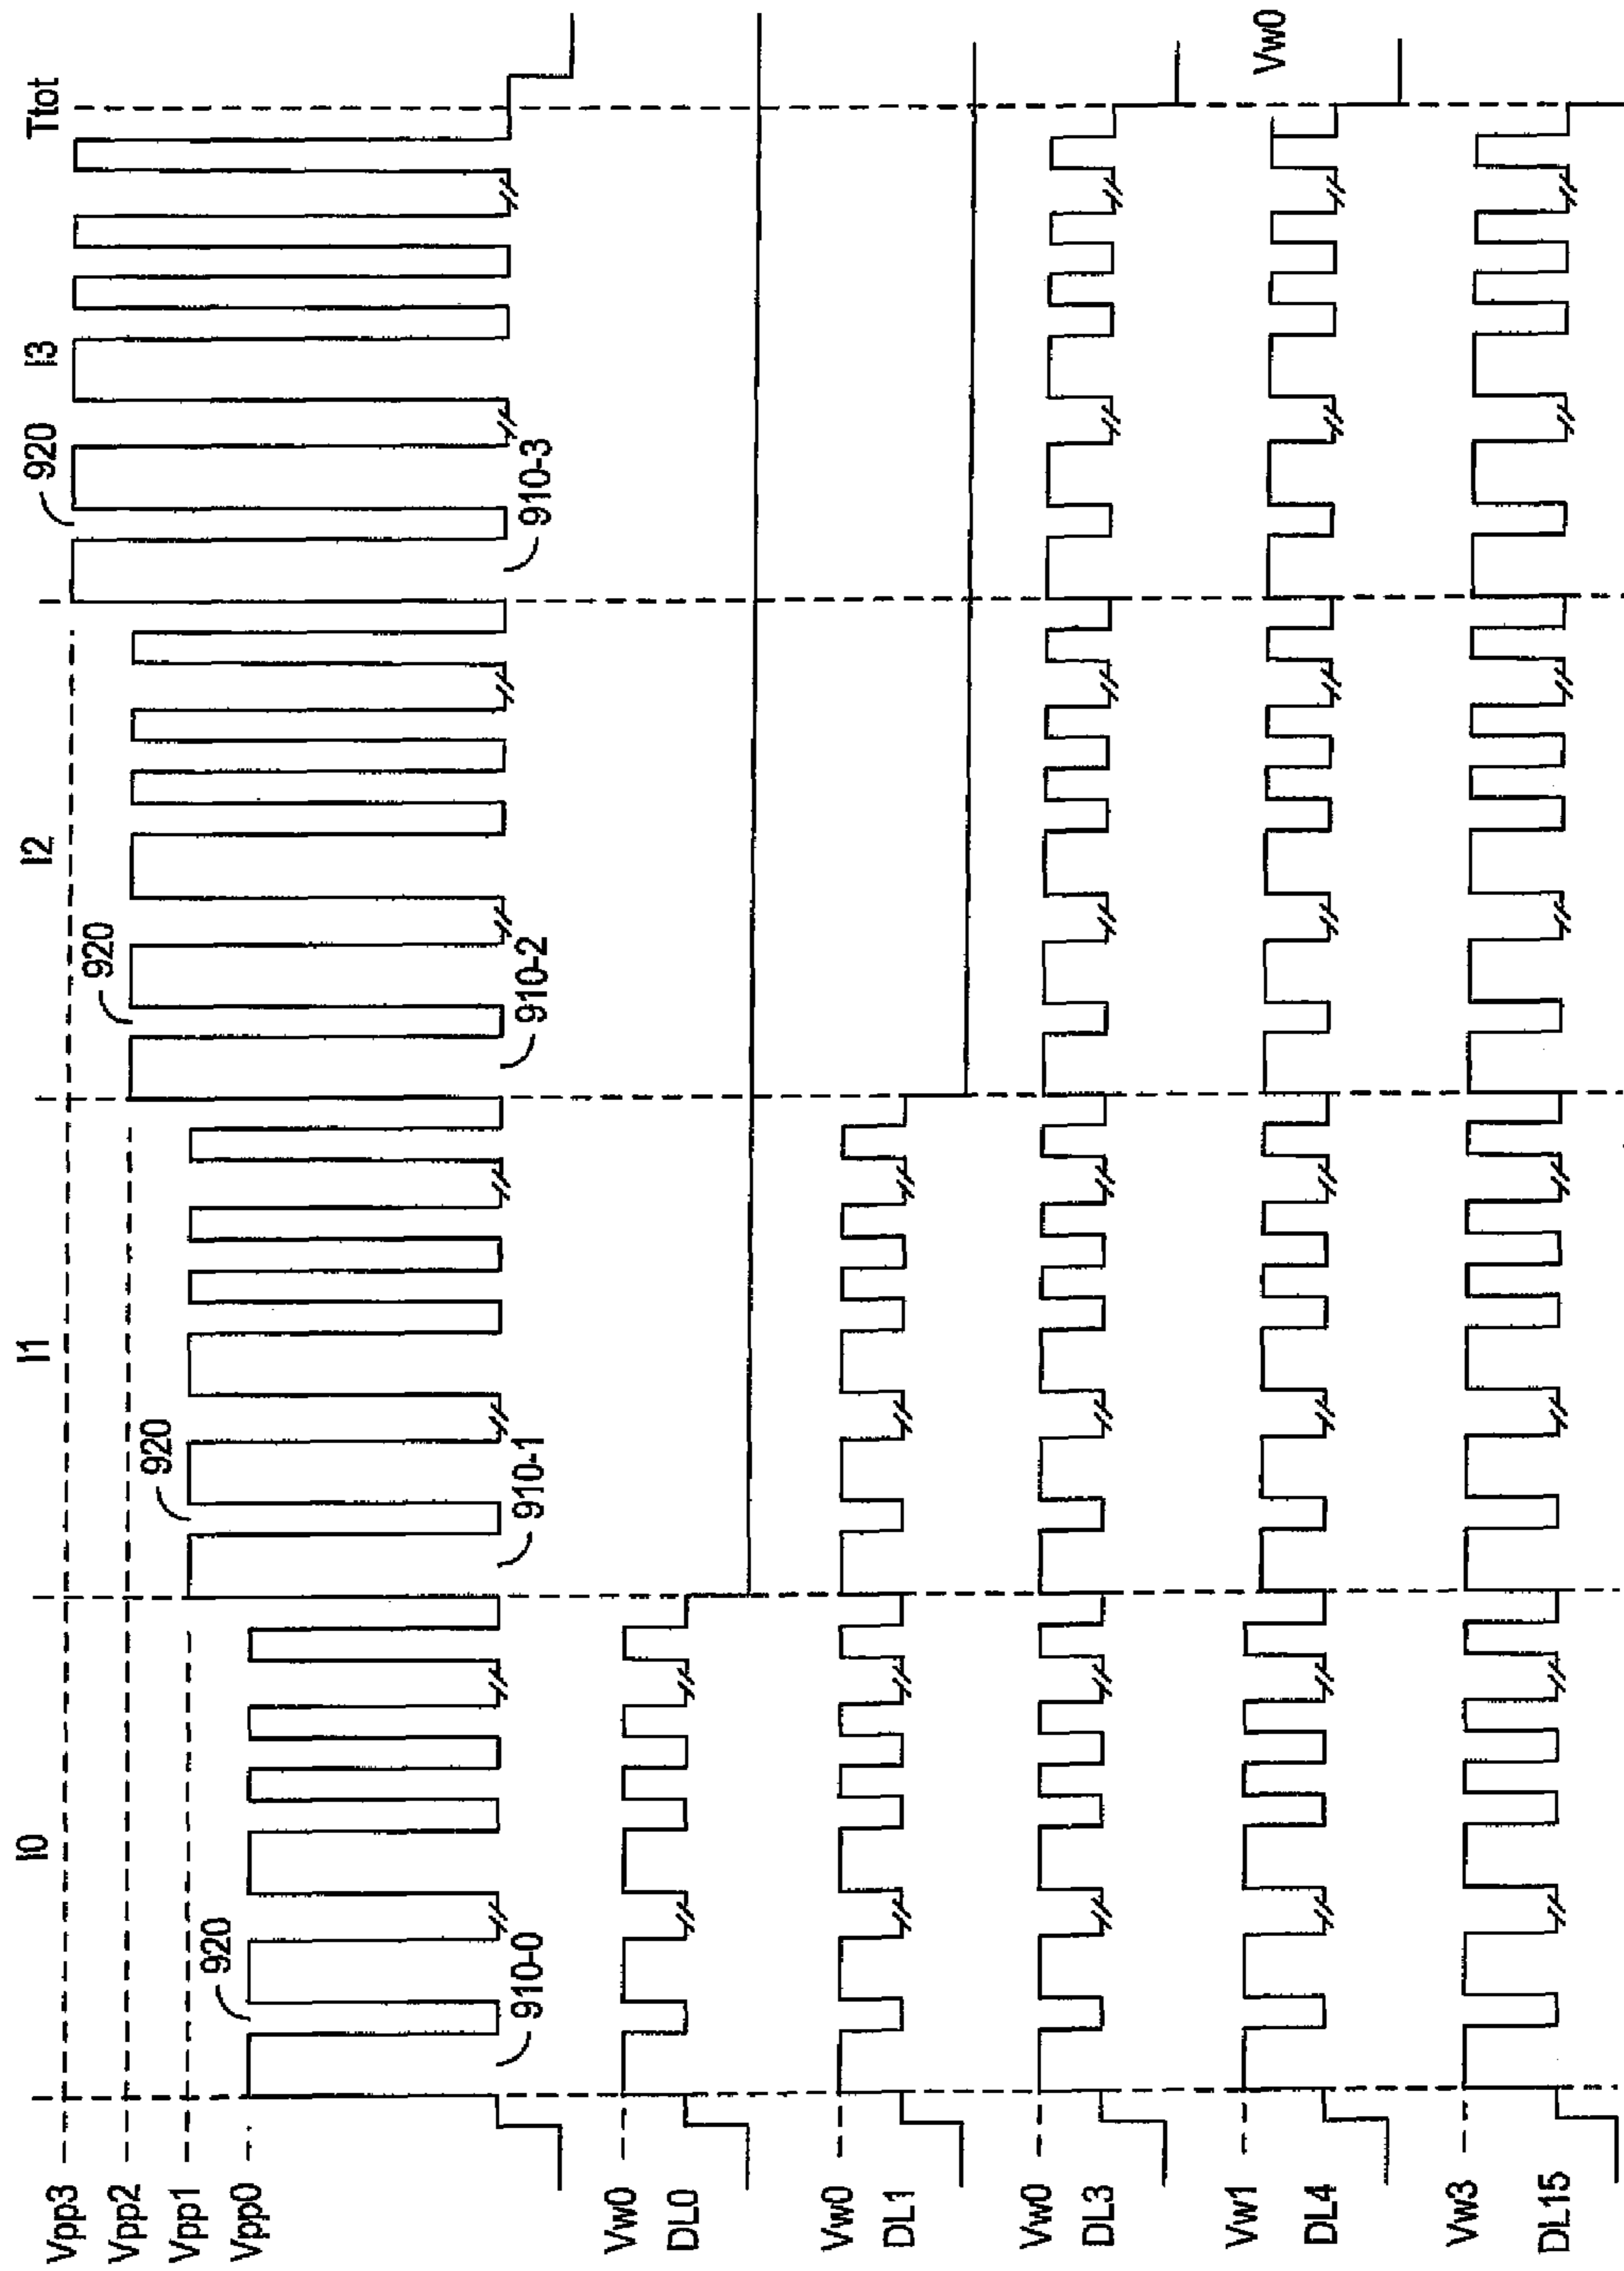 I0
I1
I2
I3
Ttot
Vpp3
Vpp2
Vpp1
Vpp0
920
920
920
920
910-0
910-1
910-2
910-3
Vw0
DL0
Vw0
DL1
Vw0
DL3
Vw1
DL4
Vw0
Vw3
DL15